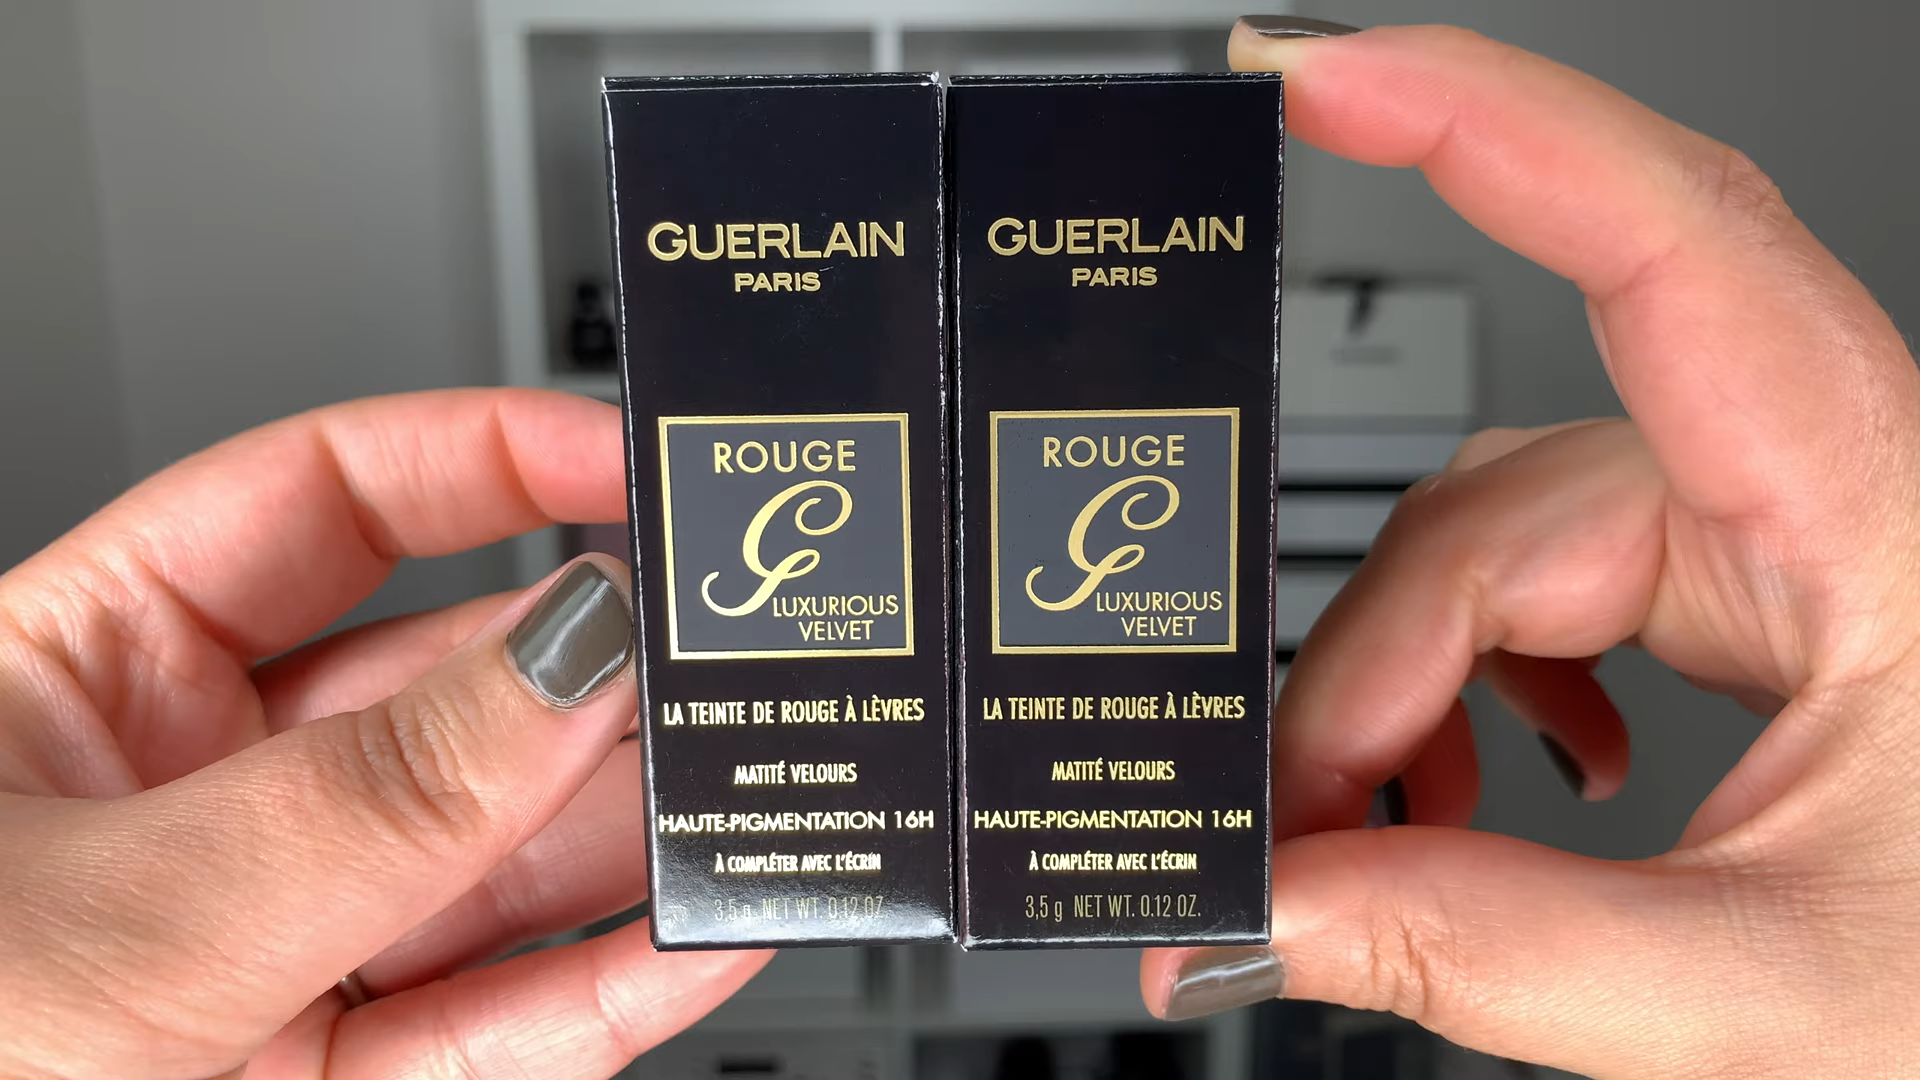 GUERLAIN
PARIS
ROUGE
G
LUXURIOUS
VELVET
LA TEINTE DE ROUGE À LÈVRES
MATITÉ VELOURS
HAUTE-PIGMENTATION 16H
À COMPLÉTER AVEC L'ÉCRIN
3,5 g NET WT. 0.12 OZ.
GUERLAIN
PARIS
ROUGE
G
LUXURIOUS
VELVET
LA TEINTE DE ROUGE À LÈVRES
MATITÉ VELOURS
HAUTE-PIGMENTATION 16H
À COMPLÉTER AVEC L'ÉCRIN
3,5 g NET WT. 0.12 OZ.